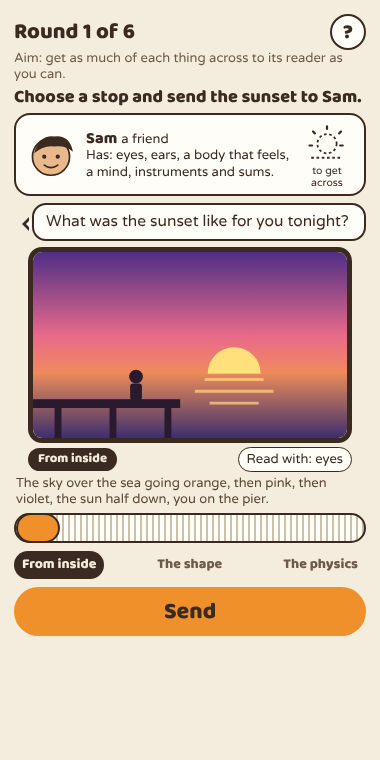 Round 1 of 6
?
Aim: get as much of each thing across to its reader as
you can.
Choose a stop and send the sunset to Sam.
Sam a friend
Has: eyes, ears, a body that feels,
a mind, instruments and sums.
to get
across
What was the sunset like for you tonight?
From inside
Read with: eyes
The sky over the sea going orange, then pink, then
violet, the sun half down, you on the pier.
From inside
The shape
The physics
Send